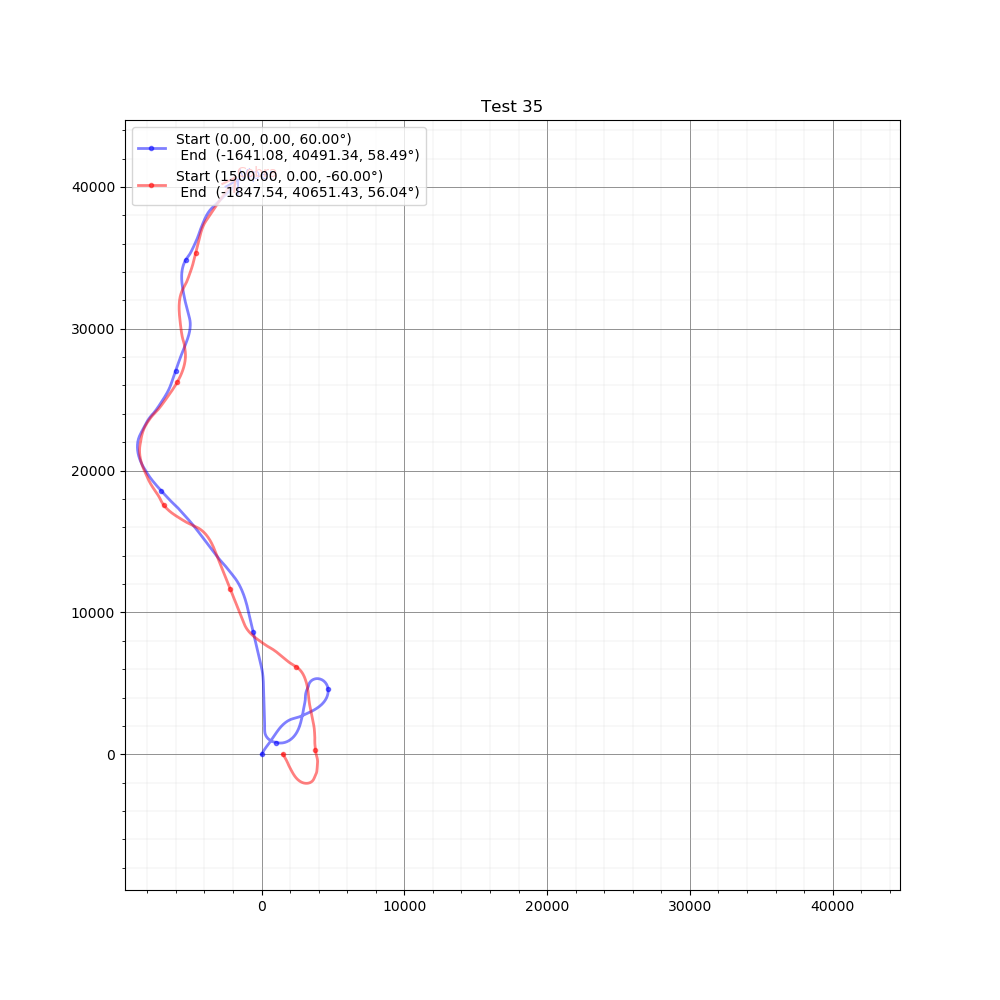 Test 35
Start (0.00, 0.00, 60.00°)
End (-1641.08, 40491.34, 58.49°)
Start (1500.00, 0.00, -60.00°)
End (-1847.54, 40651.43, 56.04°)
40000
30000
20000
10000
0
0 10000 20000 30000 40000